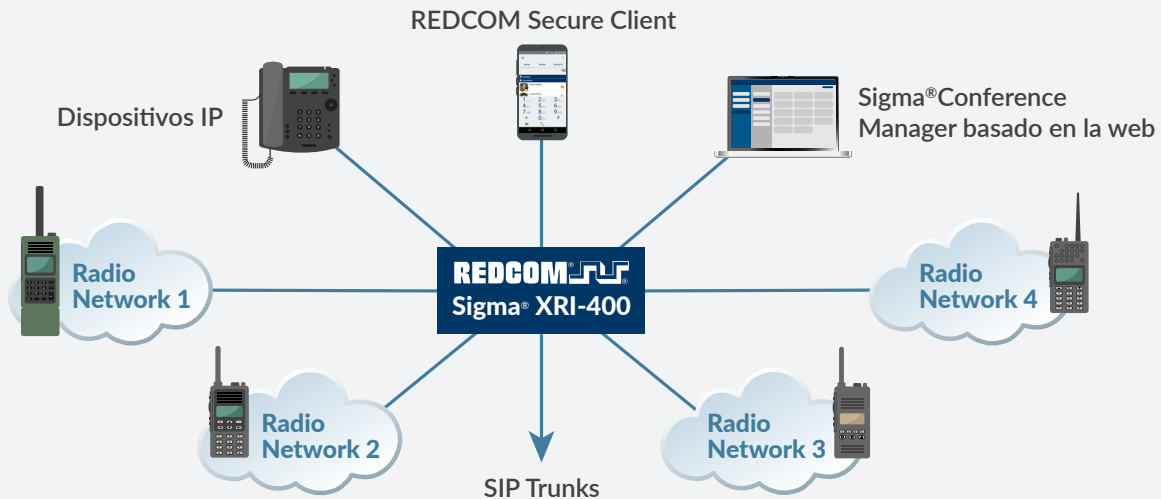 REDCOM Secure Client
Dispositivos IP
Sigma®Conference
Manager basado en la web
Radio
Network 1
REDCOM®
Sigma® XRI-400
Radio
Network 4
Radio
Network 2
Radio
Network 3
SIP Trunks